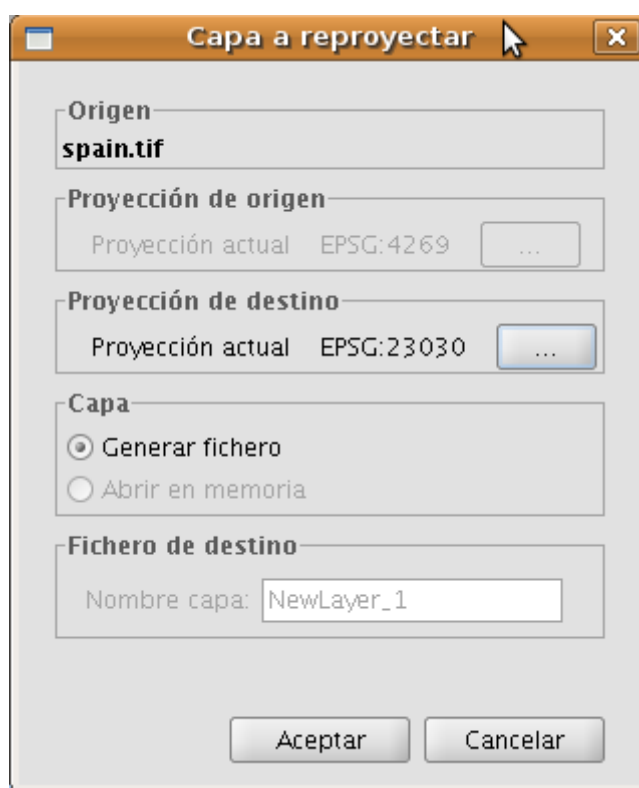 Capa a reproyectar
Origen
spain.tif
Proyección de origen
Proyección actual EPSG:4269 ...
Proyección de destino
Proyección actual EPSG:23030 ...
Capa
Generar fichero
Abrir en memoria
Fichero de destino
Nombre capa: NewLayer_1
Aceptar Cancelar